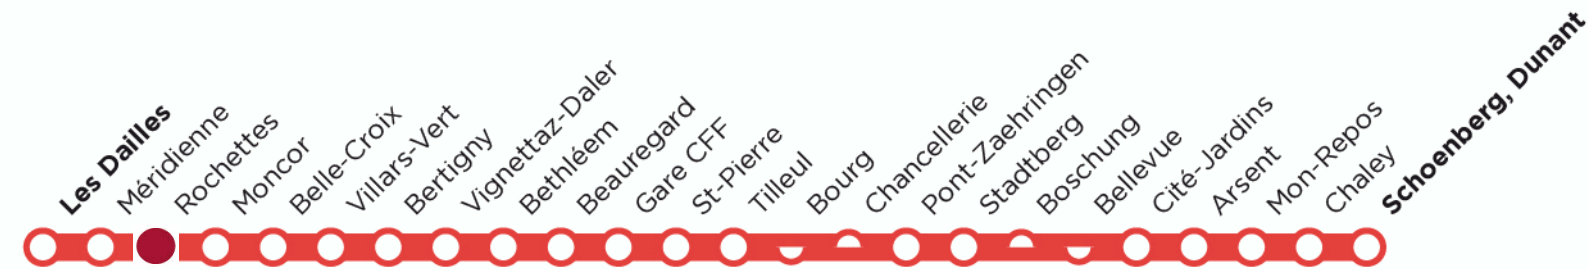 Les Dailles
Méridienne
Rochettes
Moncor
Belle-Croix
Villars-Vert
Bertigny
Vignettaz-Daler
Bethléem
Beauregard
Gare CFF
St-Pierre
Tilleul
Bourg
Chancellerie
Pont-Zaehringen
Stadtberg
Boschung
Bellevue
Cité-Jardins
Arsent
Mon-Repos
Chaley
Schoenberg, Dunant